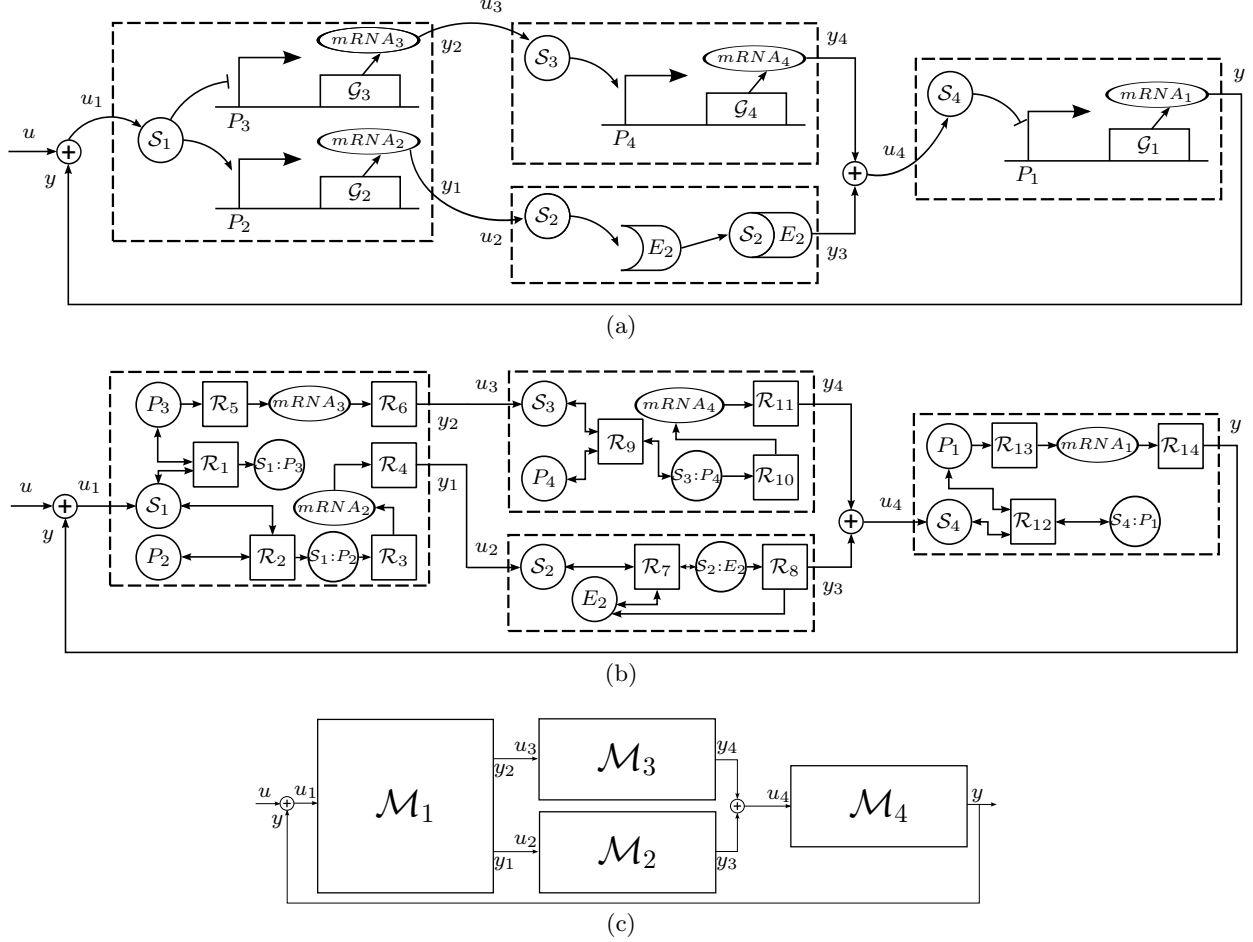 u
y
u₁
𝒮₁
P₃
𝒢₃
mRNA₃
P₂
𝒢₂
mRNA₂
y₂
y₁
u₃
𝒮₃
P₄
𝒢₄
mRNA₄
y₄
u₂
𝒮₂
E₂
𝒮₂ E₂
y₃
u₄
𝒮₄
P₁
𝒢₁
mRNA₁
y
(a)
u
y
u₁
P₃
ℛ₅
mRNA₃
ℛ₆
ℛ₁
S₁:P₃
𝒮₁
mRNA₂
ℛ₄
P₂
ℛ₂
S₁:P₂
ℛ₃
y₂
y₁
u₃
𝒮₃
P₄
ℛ₉
mRNA₄
S₃:P₄
ℛ₁₀
ℛ₁₁
y₄
u₂
𝒮₂
E₂
ℛ₇
S₂:E₂
ℛ₈
y₃
u₄
P₁
ℛ₁₃
mRNA₁
ℛ₁₄
𝒮₄
ℛ₁₂
S₄:P₁
y
(b)
u
y
u₁
ℳ₁
y₂
y₁
u₃
ℳ₃
y₄
u₂
ℳ₂
y₃
u₄
ℳ₄
y
(c)